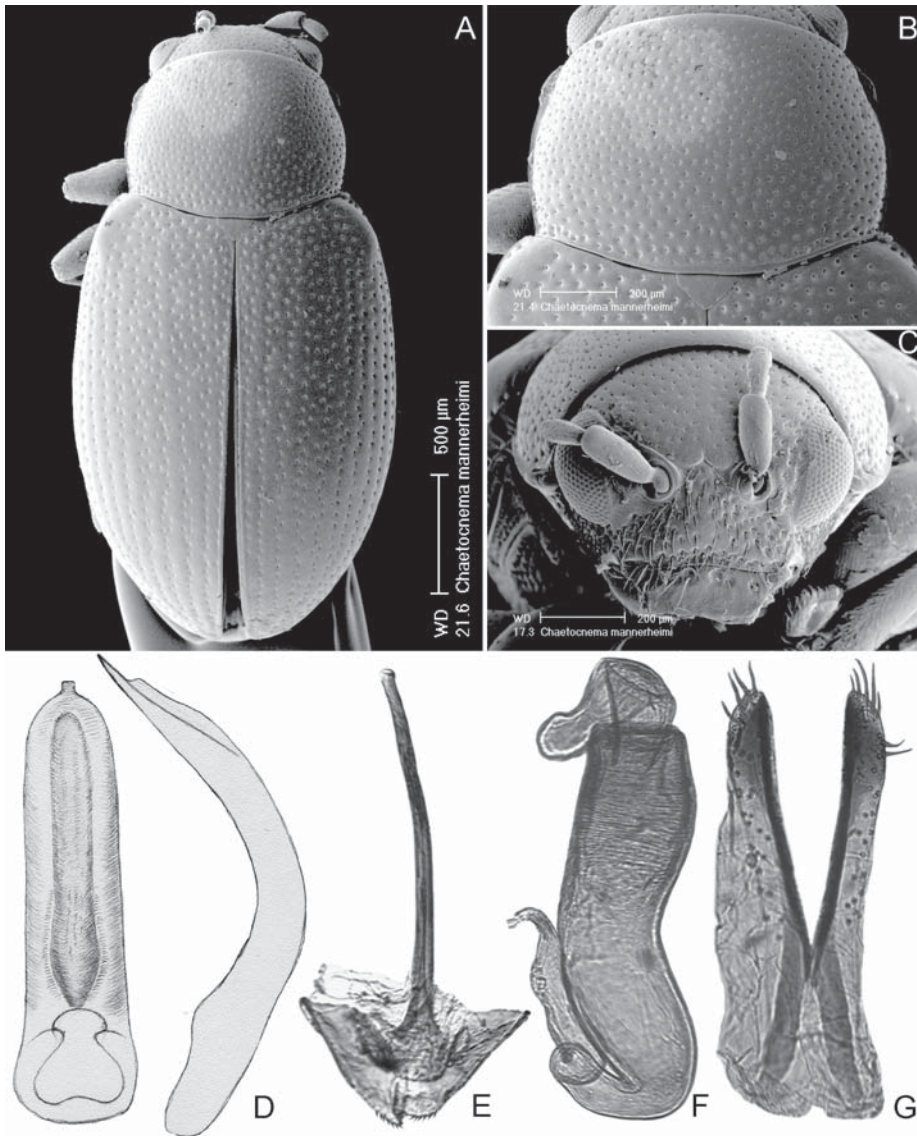 A
500 µm
WD
21.6 Chaetocnema mannerheimi
B
WD 200 µm
21.4 Chaetocnema mannerheimi
C
WD 200 µm
17.3 Chaetocnema mannerheimi
D
E
F
G